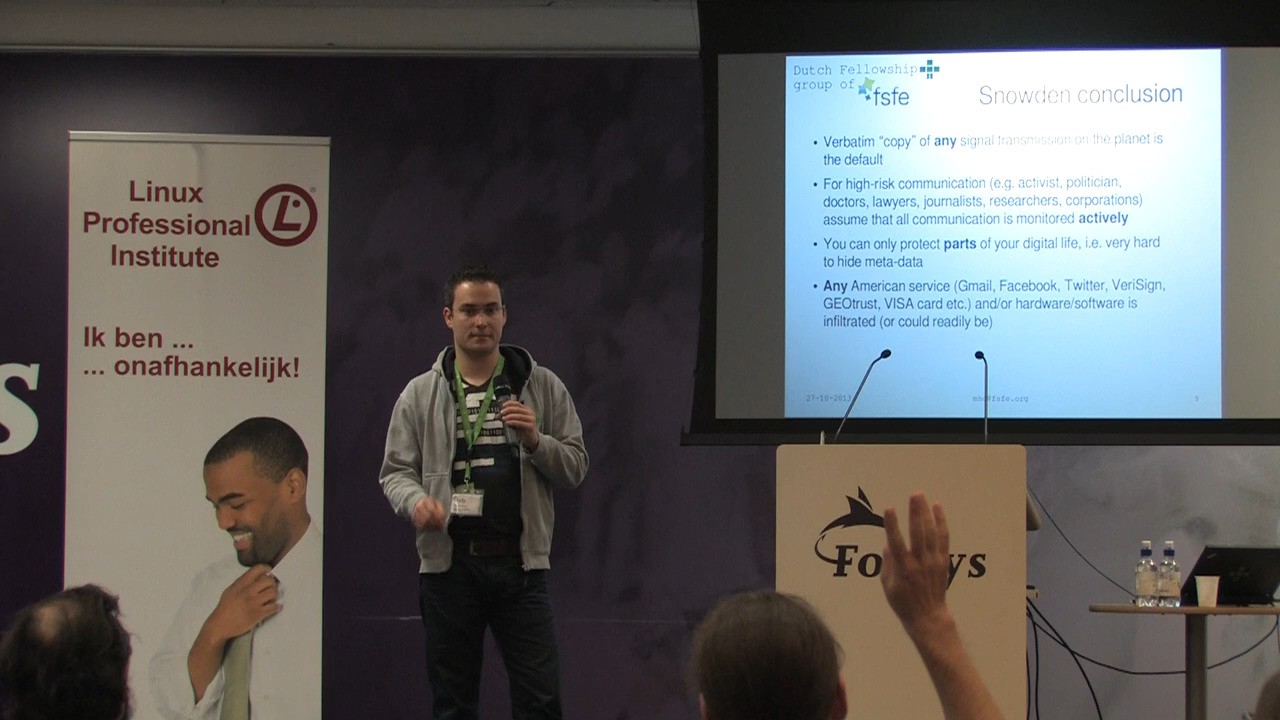 Linux
Professional
Institute
Ik ben ...
... onafhankelijk!
Dutch Fellowship
group of
fsfe
Snowden conclusion
• Verbatim “copy” of any signal transmission on the planet is
the default
• For high-risk communication (e.g. activist, politician,
doctors, lawyers, journalists, researchers, corporations)
assume that all communication is monitored actively
• You can only protect parts of your digital life, i.e. very hard
to hide meta-data
• Any American service (Gmail, Facebook, Twitter, VeriSign,
GEOtrust, VISA card etc.) and/or hardware/software is
infiltrated (or could readily be)
27-10-2013
9